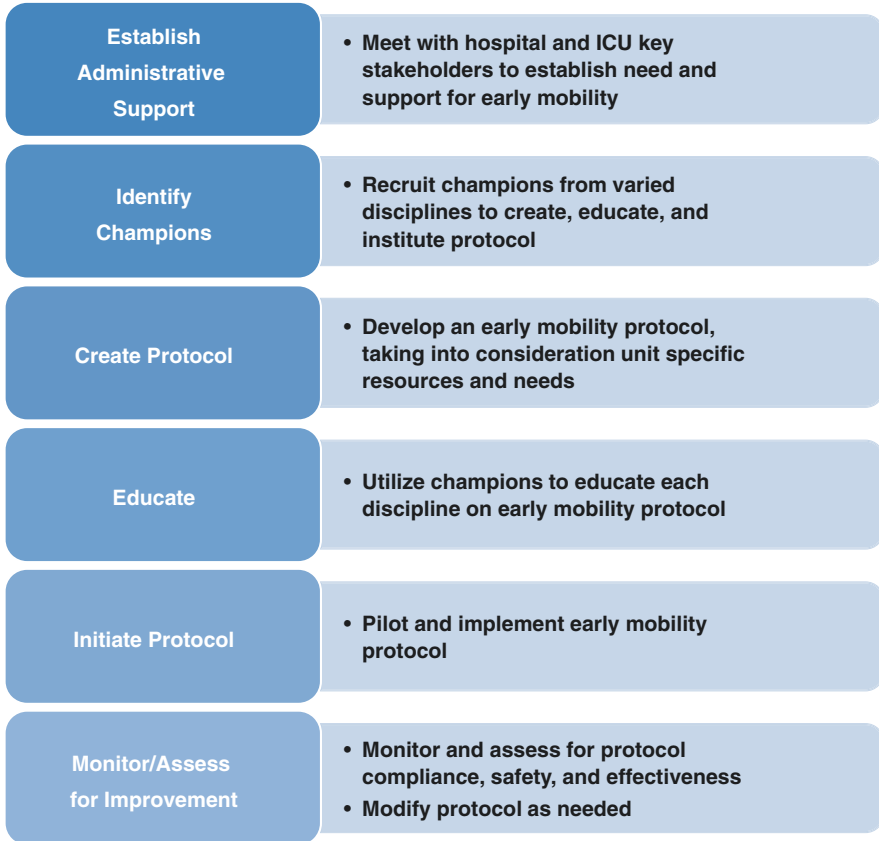 Establish
Administrative
Support
• Meet with hospital and ICU key
stakeholders to establish need and
support for early mobility
Identify
Champions
• Recruit champions from varied
disciplines to create, educate, and
institute protocol
Create Protocol
• Develop an early mobility protocol,
taking into consideration unit specific
resources and needs
Educate
• Utilize champions to educate each
discipline on early mobility protocol
Initiate Protocol
• Pilot and implement early mobility
protocol
Monitor/Assess
for Improvement
• Monitor and assess for protocol
compliance, safety, and effectiveness
• Modify protocol as needed